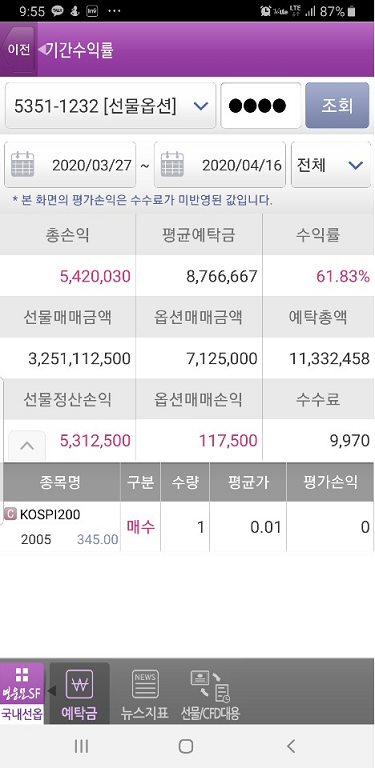 9:55 87%
이전 기간수익률
5351-1232 [선물옵션] 조회
2020/03/27 ~ 2020/04/16 전체
* 본 화면의 평가손익은 수수료가 미반영된 값입니다.
총손익 평균예탁금 수익률
5,420,030 8,766,667 61.83%
선물매매금액 옵션매매금액 예탁총액
3,251,112,500 7,125,000 11,332,458
선물정산손익 옵션매매손익 수수료
5,312,500 117,500 9,970
종목명 구분 수량 평균가 평가손익
C KOSPI200 매수 1 0.01 0
2005 345.00
영웅문SF NEWS
국내선옵 예탁금 뉴스지표 선물/CFD대용